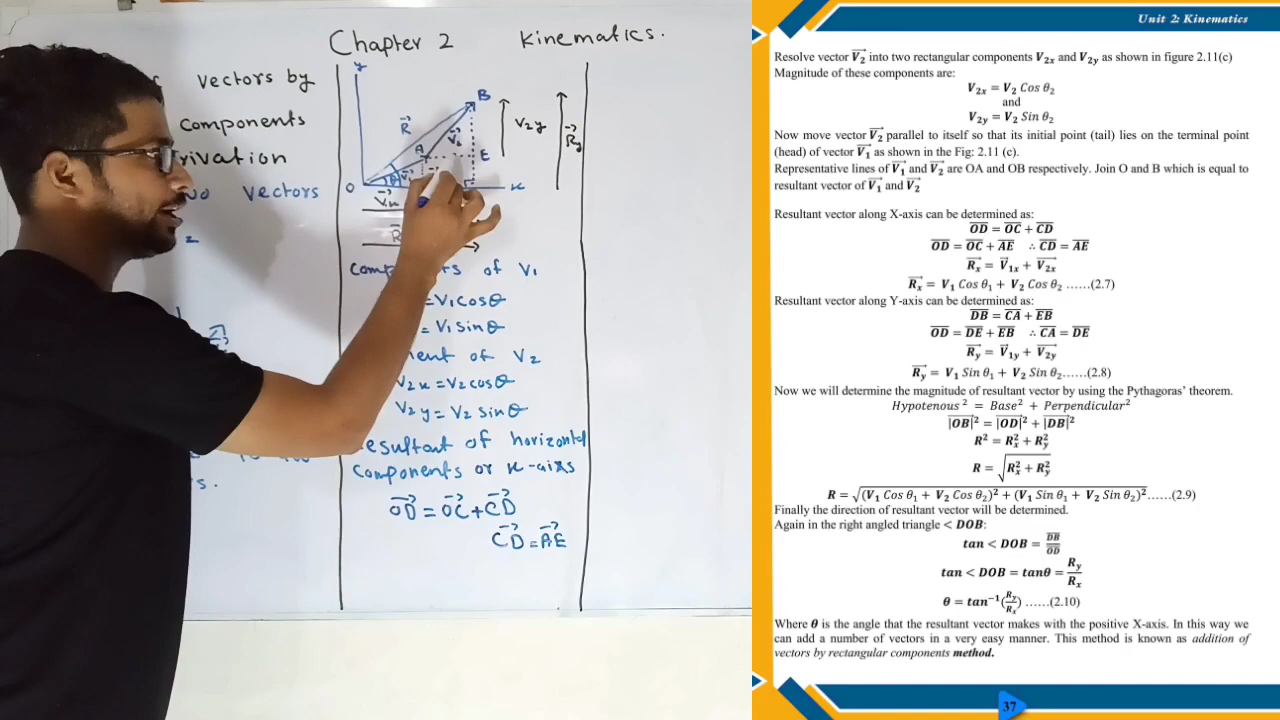 Chapter 2 Kinematics.
Vectors by
Components
rivation
No Vectors
2
s.
y
B
R
V2
A
E
V2y
Ry
O
θ
V1
x
Vx
R
components of V1
= V1 cosθ
= V1 sinθ
nent of V2
V2x = V2 cosθ
V2y = V2 sinθ
esultant of horizontal
Components or x-aixs
OD = OC + CD
CD = AE
Unit 2: Kinematics
Resolve vector V2 into two rectangular components V2x and V2y as shown in figure 2.11(c)
Magnitude of these components are:
V2x = V2 Cos θ2
and
V2y = V2 Sin θ2
Now move vector V2 parallel to itself so that its initial point (tail) lies on the terminal point
(head) of vector V1 as shown in the Fig: 2.11 (c).
Representative lines of V1 and V2 are OA and OB respectively. Join O and B which is equal to
resultant vector of V1 and V2
Resultant vector along X-axis can be determined as:
OD = OC + CD
OD = OC + AE ∴ CD = AE
Rx = V1x + V2x
Rx = V1 Cos θ1 + V2 Cos θ2 ......(2.7)
Resultant vector along Y-axis can be determined as:
DB = CA + EB
OD = DE + EB ∴ CA = DE
Ry = V1y + V2y
Ry = V1 Sin θ1 + V2 Sin θ2......(2.8)
Now we will determine the magnitude of resultant vector by using the Pythagoras' theorem.
Hypotenous² = Base² + Perpendicular²
|OB|² = |OD|² + |DB|²
R² = Rx² + Ry²
R = √(Rx² + Ry²)
R = √((V1 Cos θ1 + V2 Cos θ2)² + (V1 Sin θ1 + V2 Sin θ2)²)......(2.9)
Finally the direction of resultant vector will be determined.
Again in the right angled triangle < DOB:
tan < DOB = DB/OD
tan < DOB = tanθ = Ry/Rx
θ = tan⁻¹(Ry/Rx) ......(2.10)
Where θ is the angle that the resultant vector makes with the positive X-axis. In this way we
can add a number of vectors in a very easy manner. This method is known as addition of
vectors by rectangular components method.
37